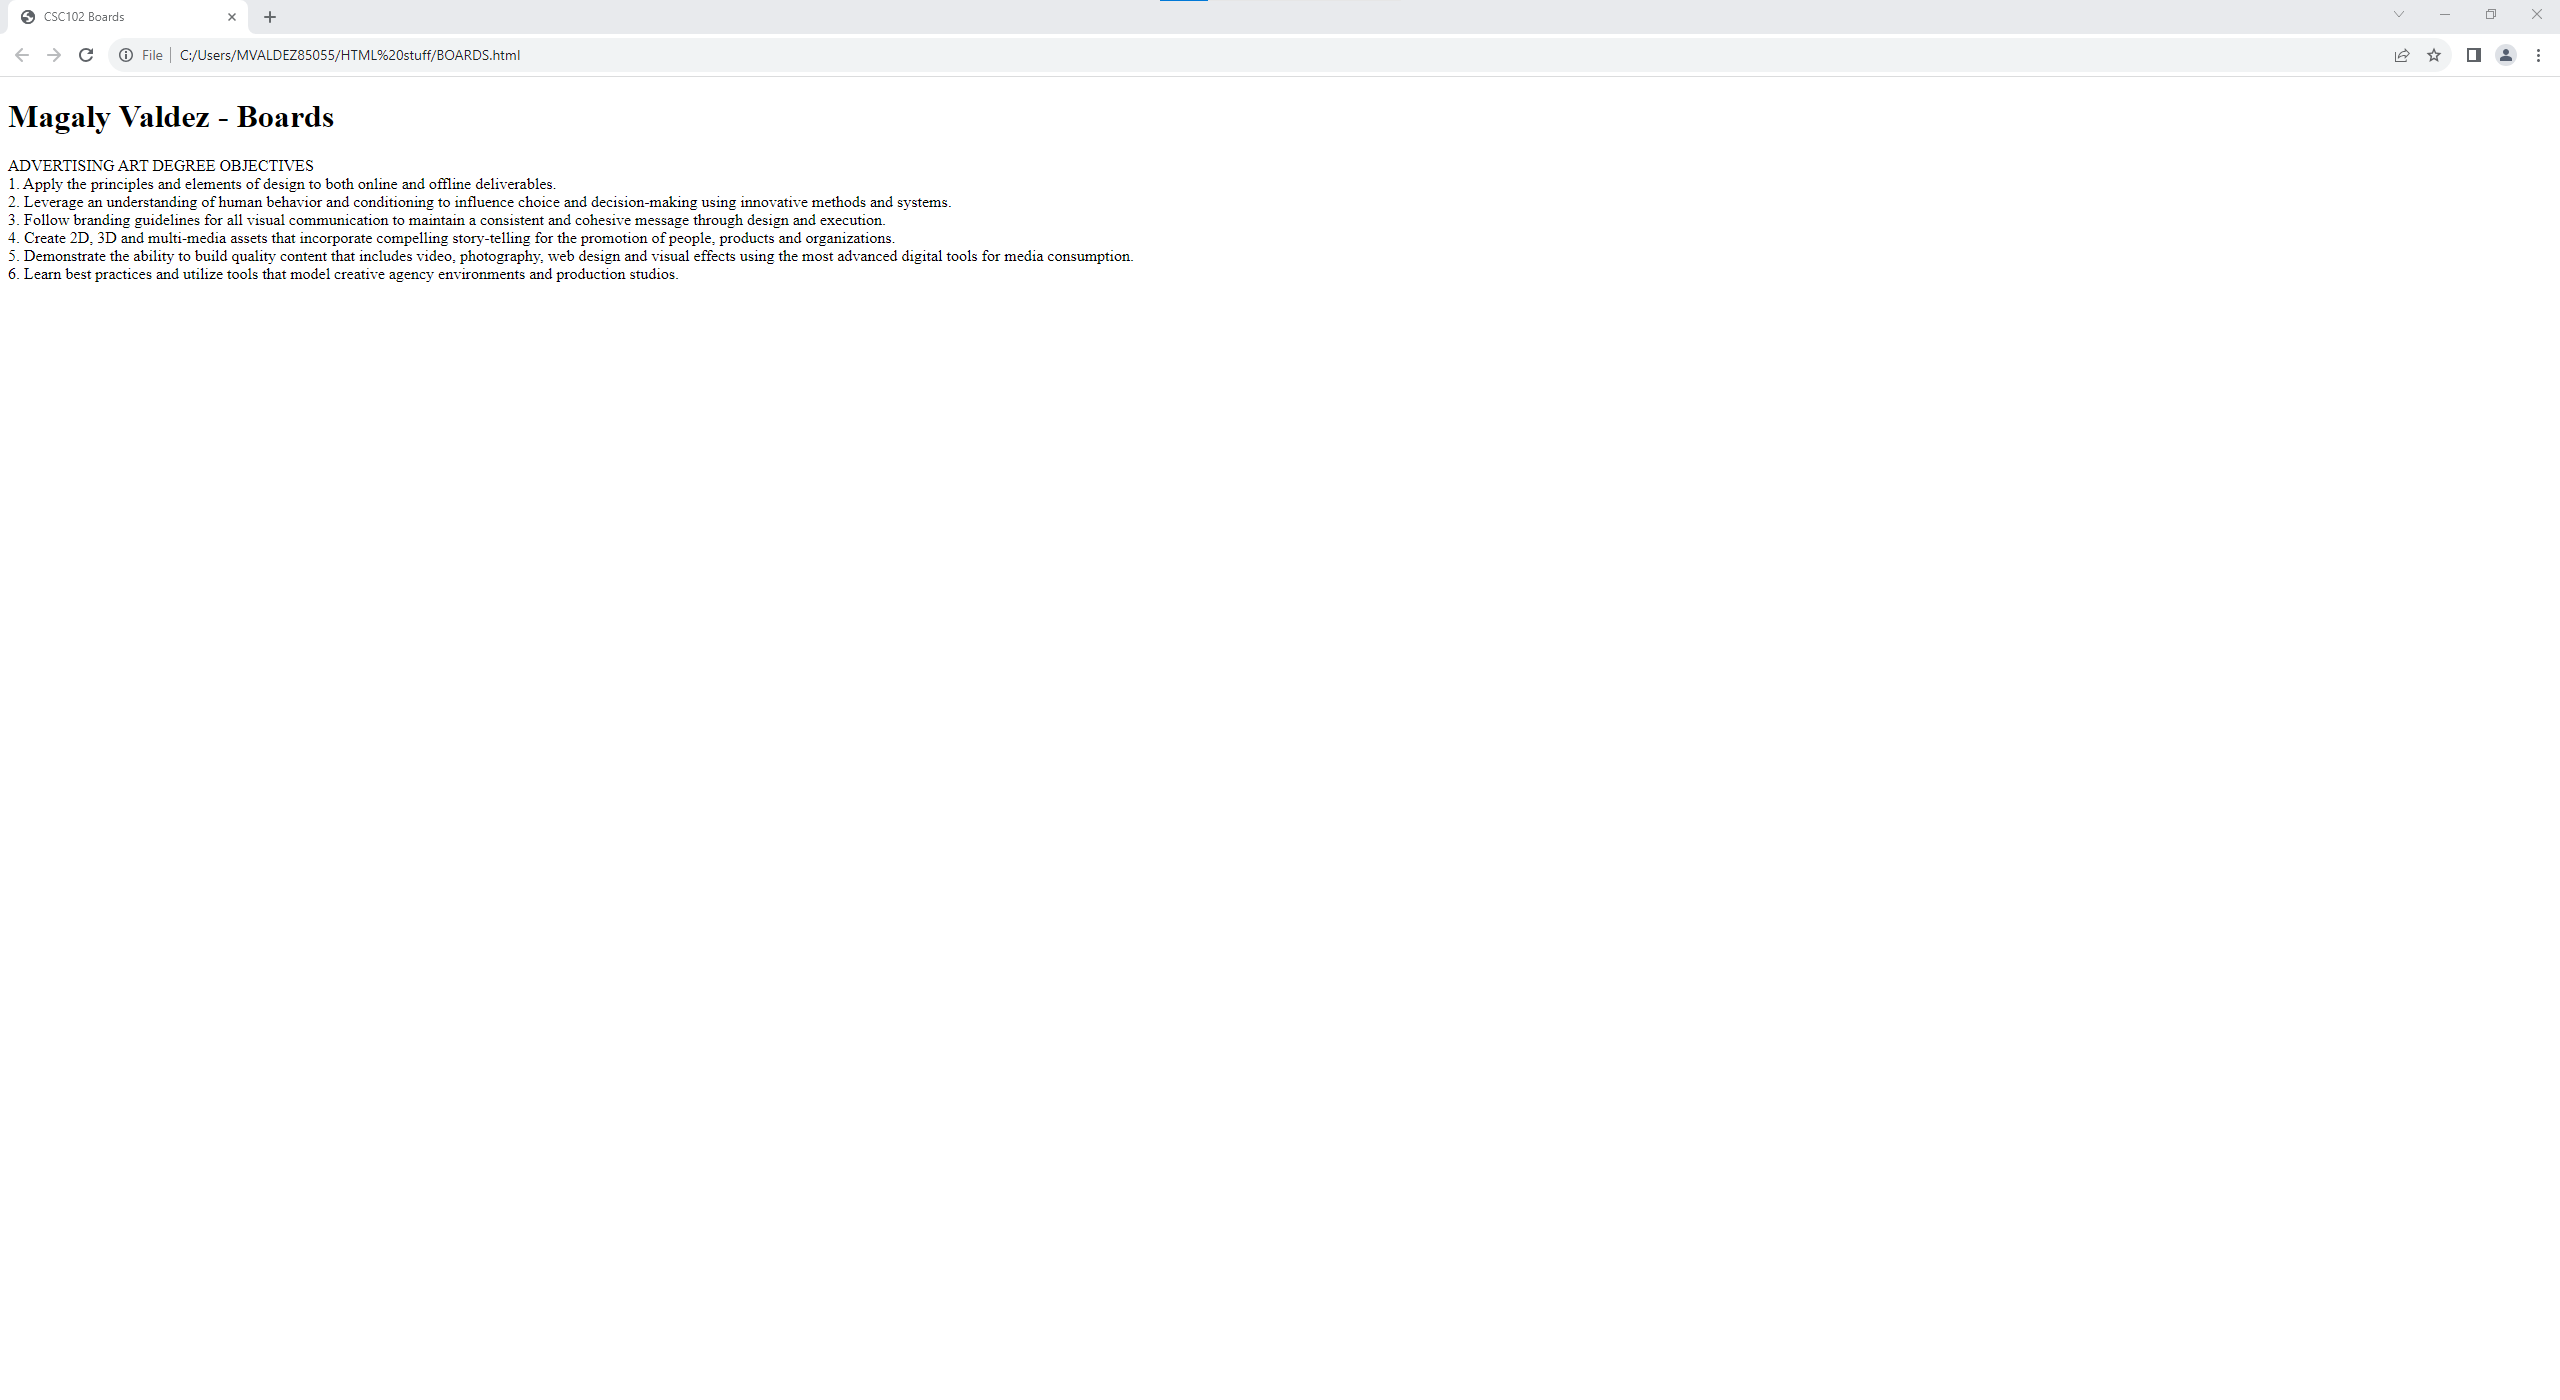 CSC102 Boards
File
C:/Users/MVALDEZ85055/HTML%20stuff/BOARDS.html
Magaly Valdez - Boards
ADVERTISING ART DEGREE OBJECTIVES
1. Apply the principles and elements of design to both online and offline deliverables.
2. Leverage an understanding of human behavior and conditioning to influence choice and decision-making using innovative methods and systems.
3. Follow branding guidelines for all visual communication to maintain a consistent and cohesive message through design and execution.
4. Create 2D, 3D and multi-media assets that incorporate compelling story-telling for the promotion of people, products and organizations.
5. Demonstrate the ability to build quality content that includes video, photography, web design and visual effects using the most advanced digital tools for media consumption.
6. Learn best practices and utilize tools that model creative agency environments and production studios.